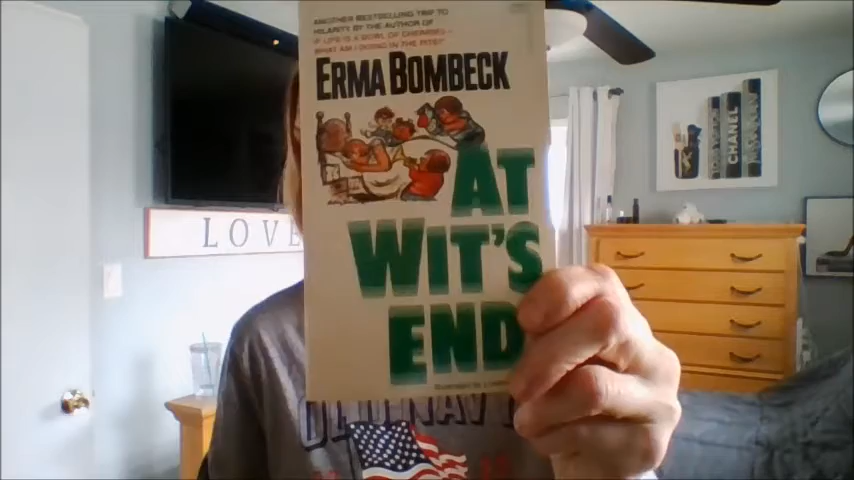 ANOTHER BESTSELLING TRIP TO
HILARITY BY THE AUTHOR OF
IF LIFE IS A BOWL OF CHERRIES–
WHAT AM I DOING IN THE PITS?
ERMA BOMBECK
AT
WIT'S
END
LOVE
CHANEL